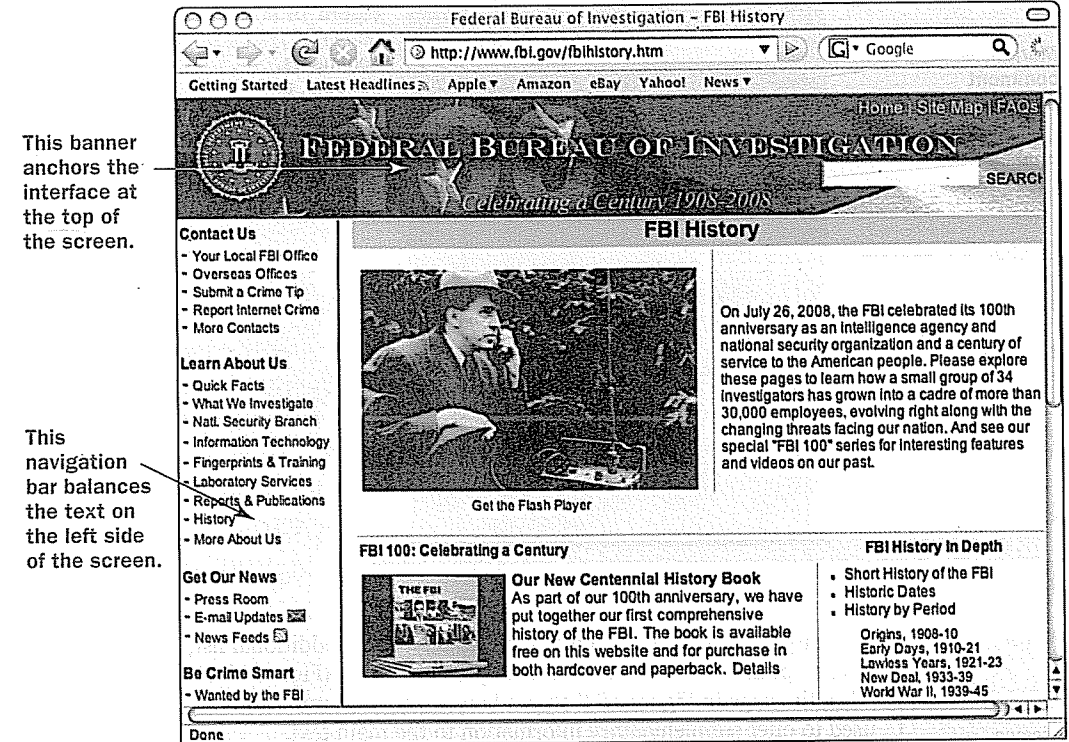 Federal Bureau of Investigation – FBI History
http://www.fbi.gov/fbihistory.htm
G Google
Getting Started Latest Headlines Apple Amazon eBay Yahoo! News
Home | Site Map | FAQs
FEDERAL BUREAU OF INVESTIGATION
SEARCH
Celebrating a Century 1908-2008
This banner
anchors the
interface at
the top of
the screen.
Contact Us
- Your Local FBI Office
- Overseas Offices
- Submit a Crime Tip
- Report Internet Crime
- More Contacts
Learn About Us
- Quick Facts
- What We Investigate
- Natl. Security Branch
- Information Technology
- Fingerprints & Training
- Laboratory Services
- Reports & Publications
- History
- More About Us
Get Our News
- Press Room
- E-mail Updates
- News Feeds
Be Crime Smart
- Wanted by the FBI
This
navigation
bar balances
the text on
the left side
of the screen.
FBI History
On July 26, 2008, the FBI celebrated its 100th
anniversary as an intelligence agency and
national security organization and a century of
service to the American people. Please explore
these pages to learn how a small group of 34
investigators has grown into a cadre of more than
30,000 employees, evolving right along with the
changing threats facing our nation. And see our
special "FBI 100" series for interesting features
and videos on our past.
Get the Flash Player
FBI 100: Celebrating a Century
THE FBI
Our New Centennial History Book
As part of our 100th anniversary, we have
put together our first comprehensive
history of the FBI. The book is available
free on this website and for purchase in
both hardcover and paperback. Details
FBI History In Depth
• Short History of the FBI
• Historic Dates
• History by Period
Origins, 1908-10
Early Days, 1910-21
Lawless Years, 1921-23
New Deal, 1933-39
World War II, 1939-45
Done